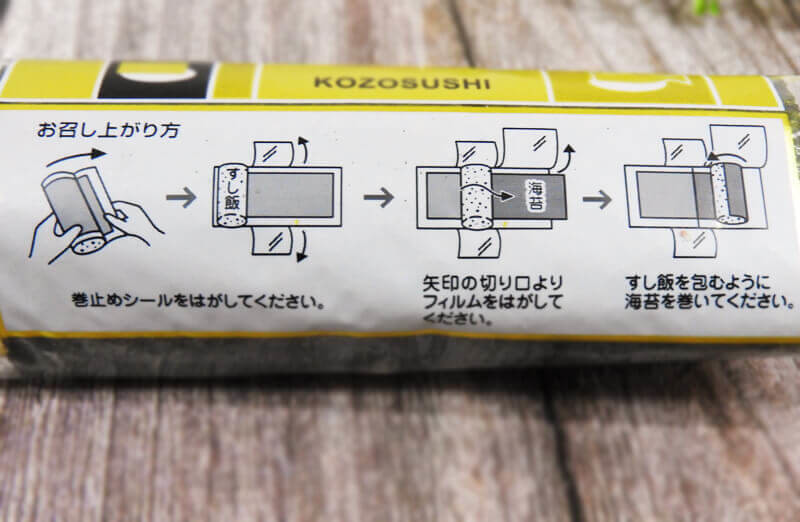 KOZOSUSHI
お召し上がり方
すし飯
海苔
巻止めシールをはがしてください。
矢印の切り口より
フィルムをはがして
ください。
すし飯を包むように
海苔を巻いてください。